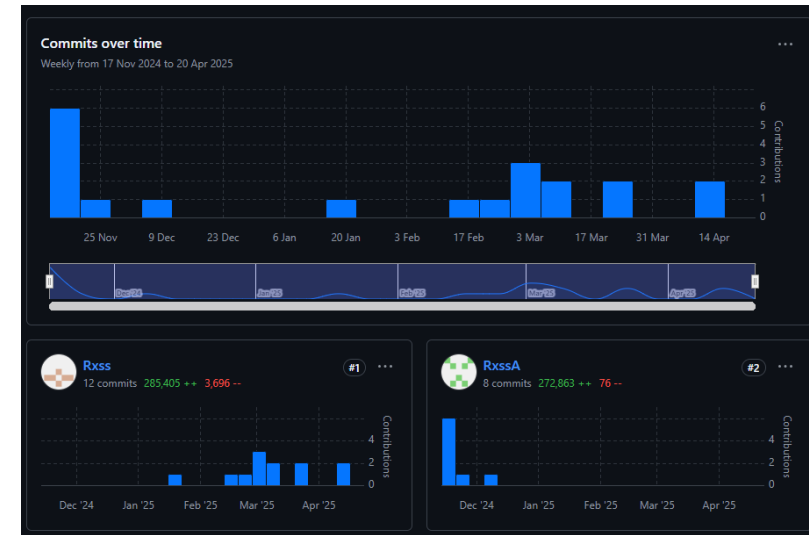 Commits over time
Weekly from 17 Nov 2024 to 20 Apr 2025
6
5
4
3
2
1
0
Contributions
25 Nov 9 Dec 23 Dec 6 Jan 20 Jan 3 Feb 17 Feb 3 Mar 17 Mar 31 Mar 14 Apr
Dec '24 Jan '25 Feb '25 Mar '25 Apr '25
Rxss #1
12 commits 285,405 ++ 3,696 --
4
2
0
Contributions
Dec '24 Jan '25 Feb '25 Mar '25 Apr '25
RxssA #2
8 commits 272,863 ++ 76 --
4
2
0
Contributions
Dec '24 Jan '25 Feb '25 Mar '25 Apr '25